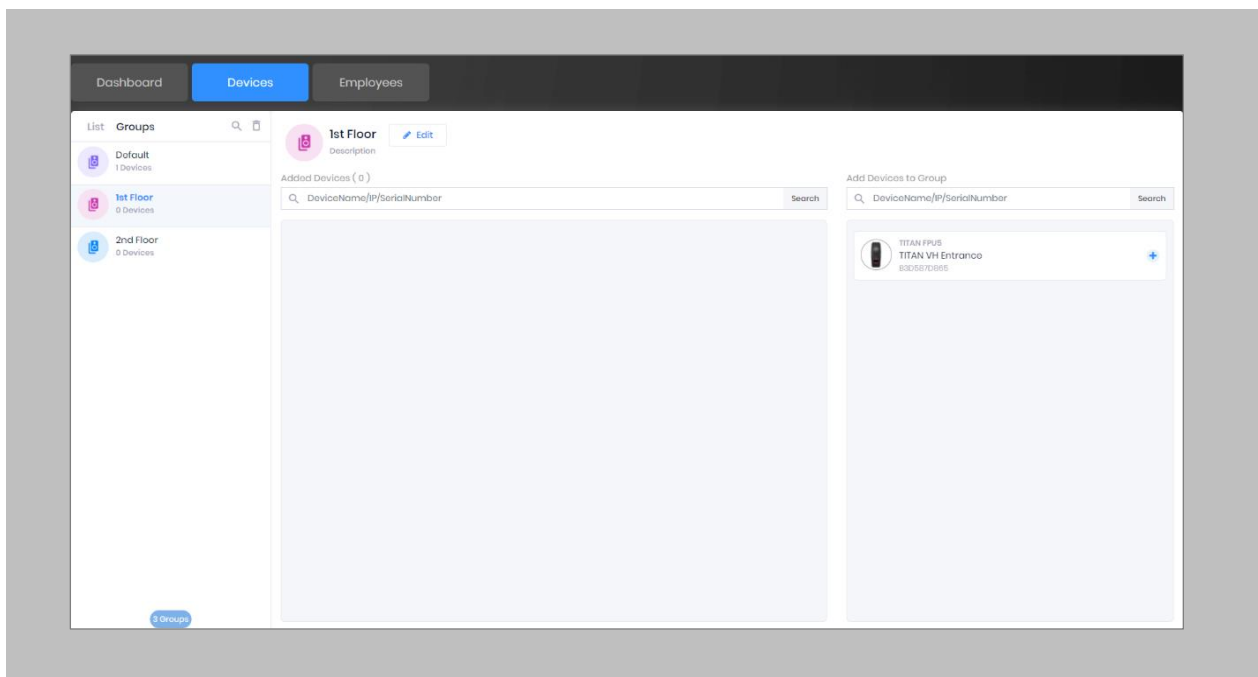 Dashboard
Devices
Employees
List Groups
Default
1 Devices
1st Floor
0 Devices
2nd Floor
0 Devices
3 Groups
1st Floor
Edit
Description
Added Devices ( 0 )
DeviceName/IP/SerialNumber
Search
Add Devices to Group
DeviceName/IP/SerialNumber
Search
TITAN FPU5
TITAN VH Entrance